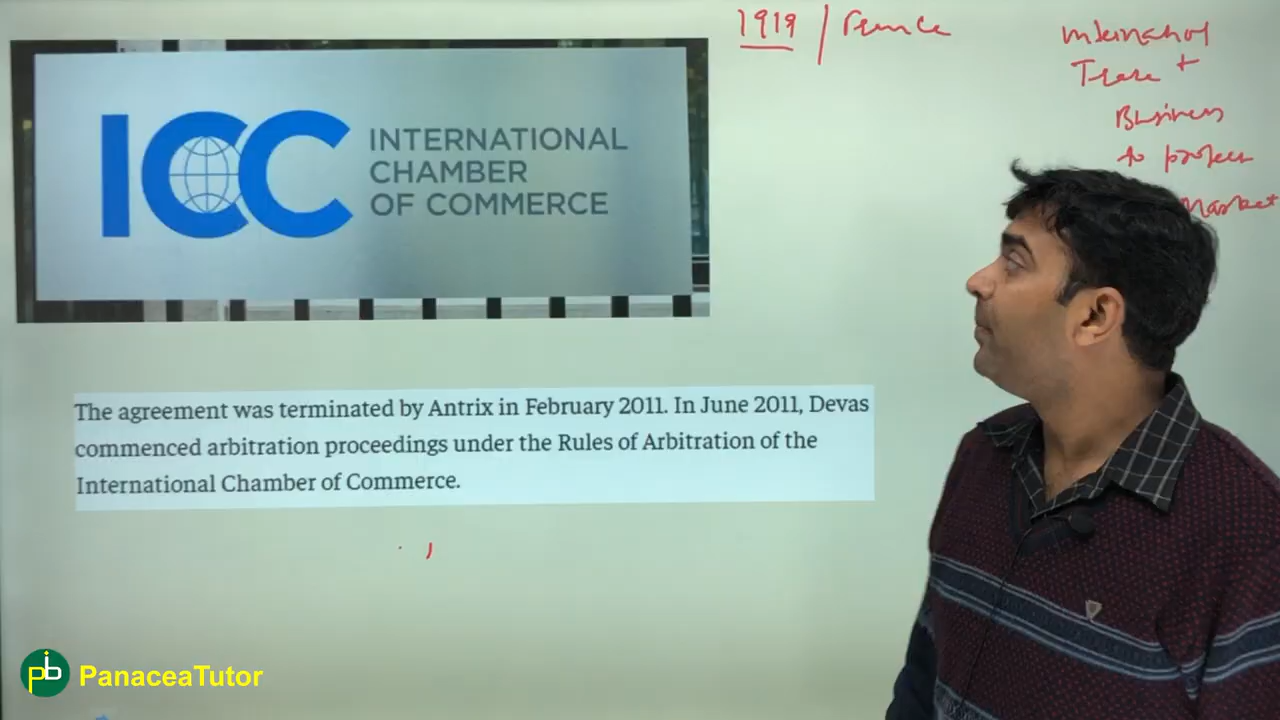 1919 / France
Trade +
Business
to protect
Market
ICC INTERNATIONAL
CHAMBER
OF COMMERCE
The agreement was terminated by Antrix in February 2011. In June 2011, Devas
commenced arbitration proceedings under the Rules of Arbitration of the
International Chamber of Commerce.
pib PanaceaTutor